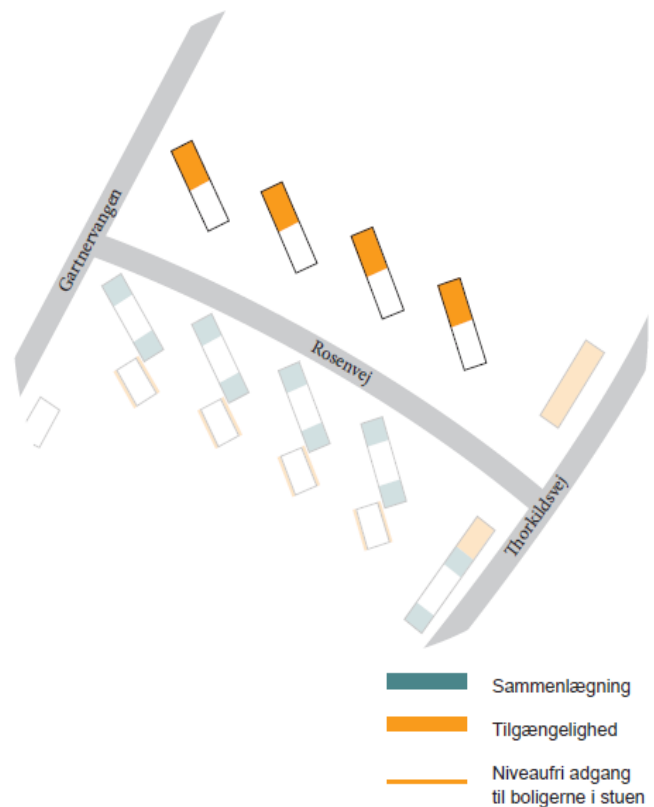 Gartnervangen
Rosenvej
Thorkildsvej
Sammenlægning
Tilgængelighed
Niveaufri adgang
til boligerne i stuen